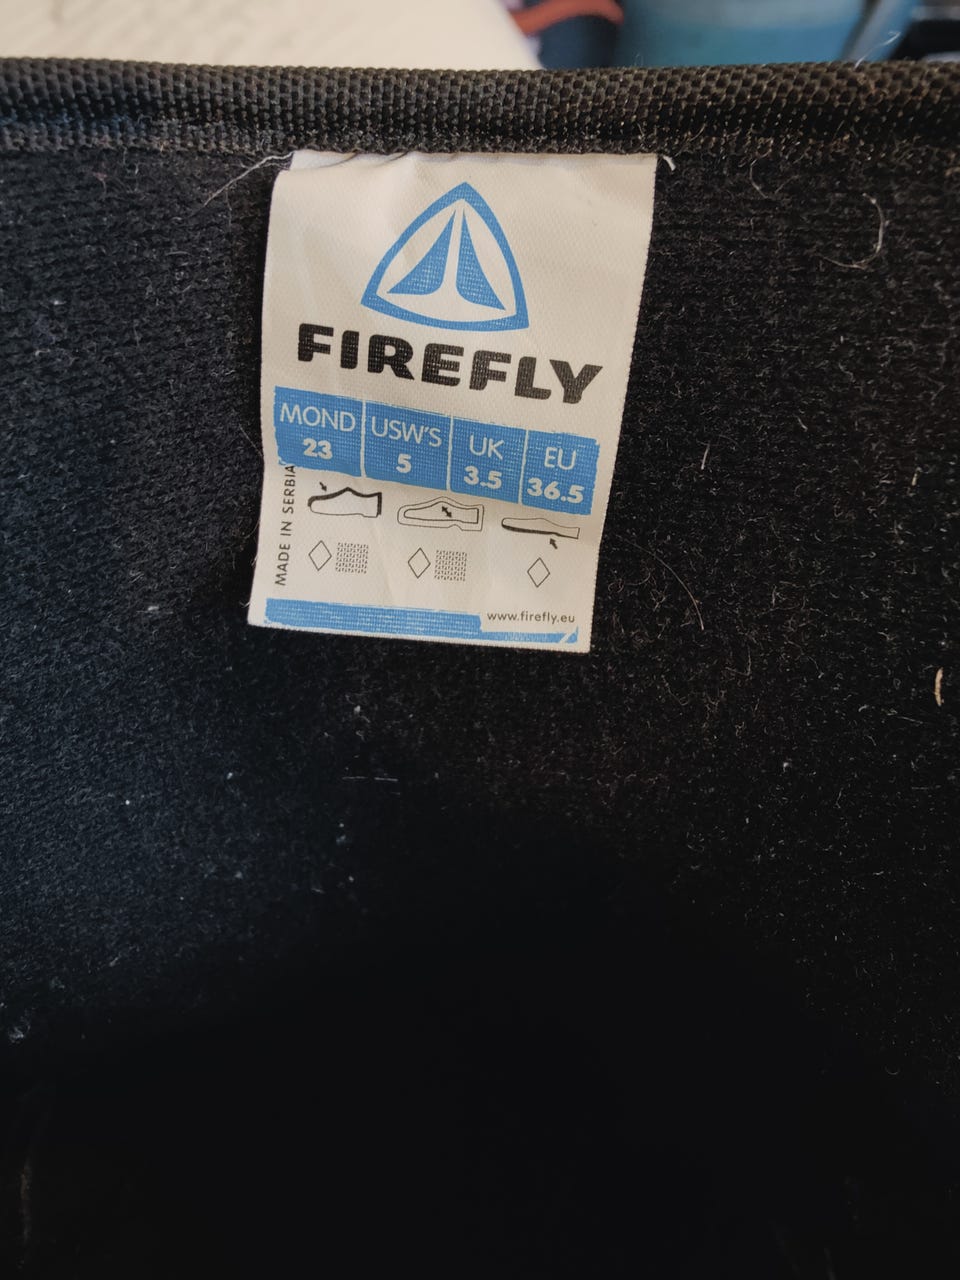 FIREFLY
MOND USW'S UK EU
23 5 3.5 36.5
MADE IN SERBIA
www.firefly.eu